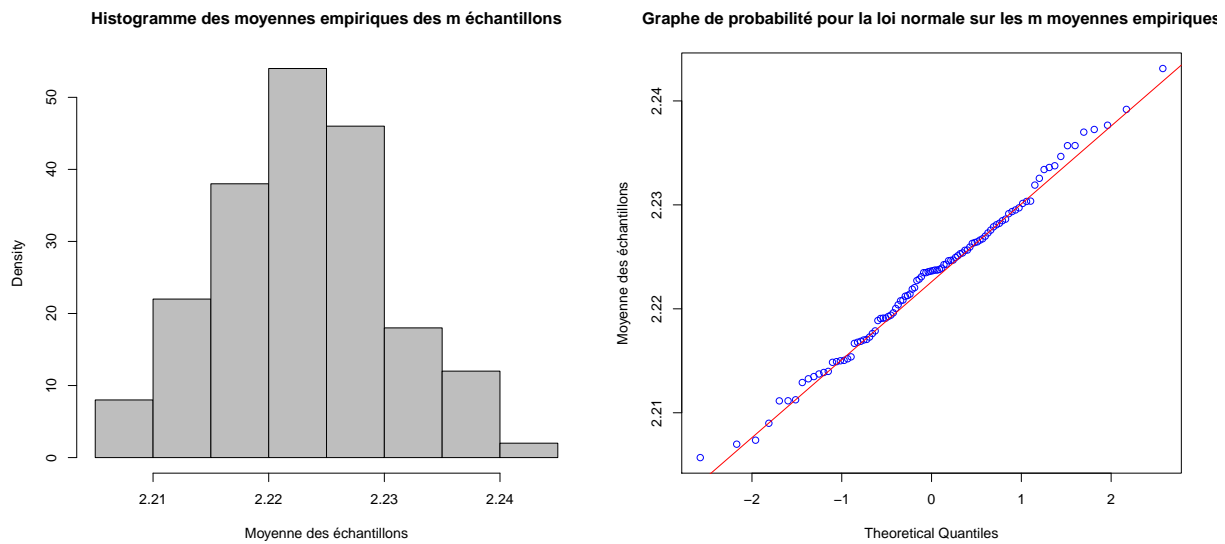 Histogramme des moyennes empiriques des m échantillons
Density
50
40
30
20
10
0
2.21 2.22 2.23 2.24
Moyenne des échantillons
Graphe de probabilité pour la loi normale sur les m moyennes empiriques
Moyenne des échantillons
2.24
2.23
2.22
2.21
−2 −1 0 1 2
Theoretical Quantiles